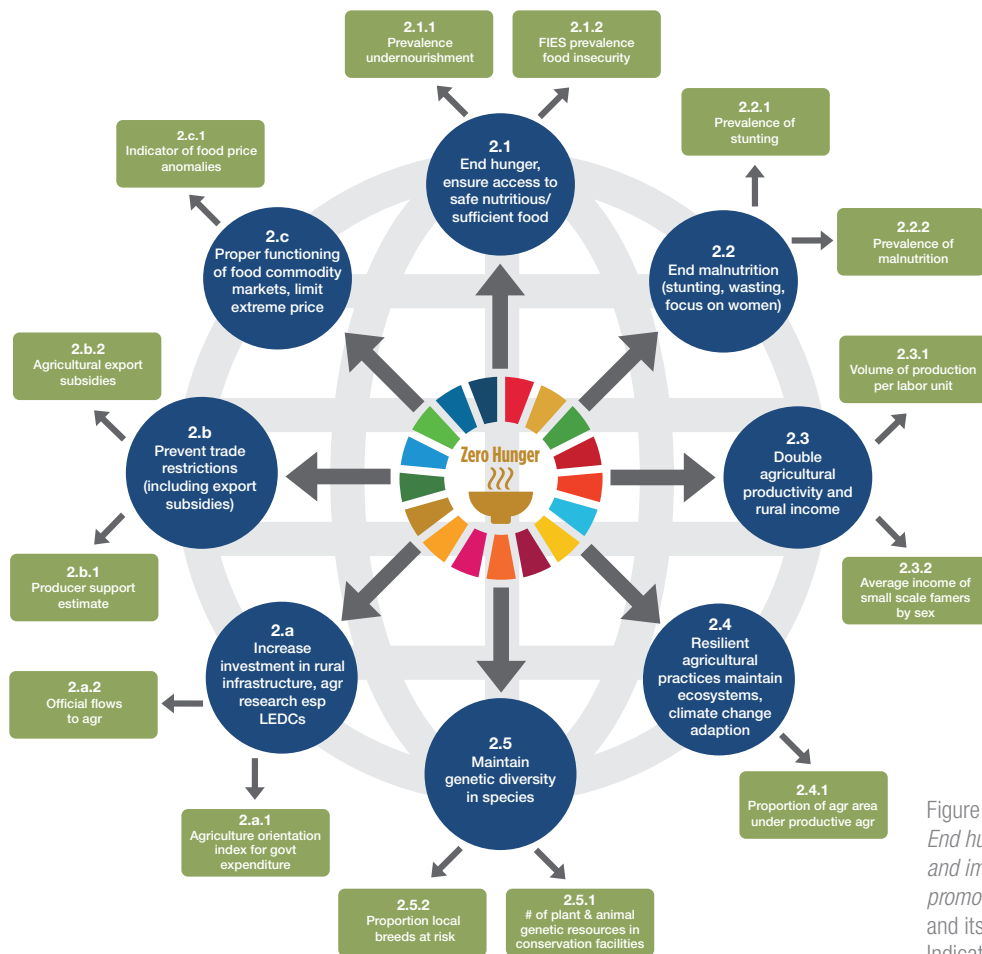 2.1.1
Prevalence
undernourishment
2.1.2
FIES prevalence
food insecurity
2.2.1
Prevalence of
stunting
2.c.1
Indicator of food price
anomalies
2.1
End hunger,
ensure access to
safe nutritious/
sufficient food
2.c
Proper functioning
of food commodity
markets, limit
extreme price
2.2
End malnutrition
(stunting, wasting,
focus on women)
2.2.2
Prevalence of
malnutrition
2.b.2
Agricultural export
subsidies
2.3.1
Volume of production
per labor unit
2.b
Prevent trade
restrictions
(including export
subsidies)
Zero Hunger
2.3
Double
agricultural
productivity and
rural income
2.b.1
Producer support
estimate
2.3.2
Average income of
small scale famers
by sex
2.a
Increase
investment in rural
infrastructure, agr
research esp
LEDCs
2.4
Resilient
agricultural
practices maintain
ecosystems,
climate change
adaption
2.a.2
Official flows
to agr
2.5
Maintain
genetic diversity
in species
2.4.1
Proportion of agr area
under productive agr
2.a.1
Agriculture orientation
index for govt
expenditure
2.5.2
Proportion local
breeds at risk
2.5.1
# of plant & animal
genetic resources in
conservation facilities
Figure
End hu
and im
promo
and its
Indicat